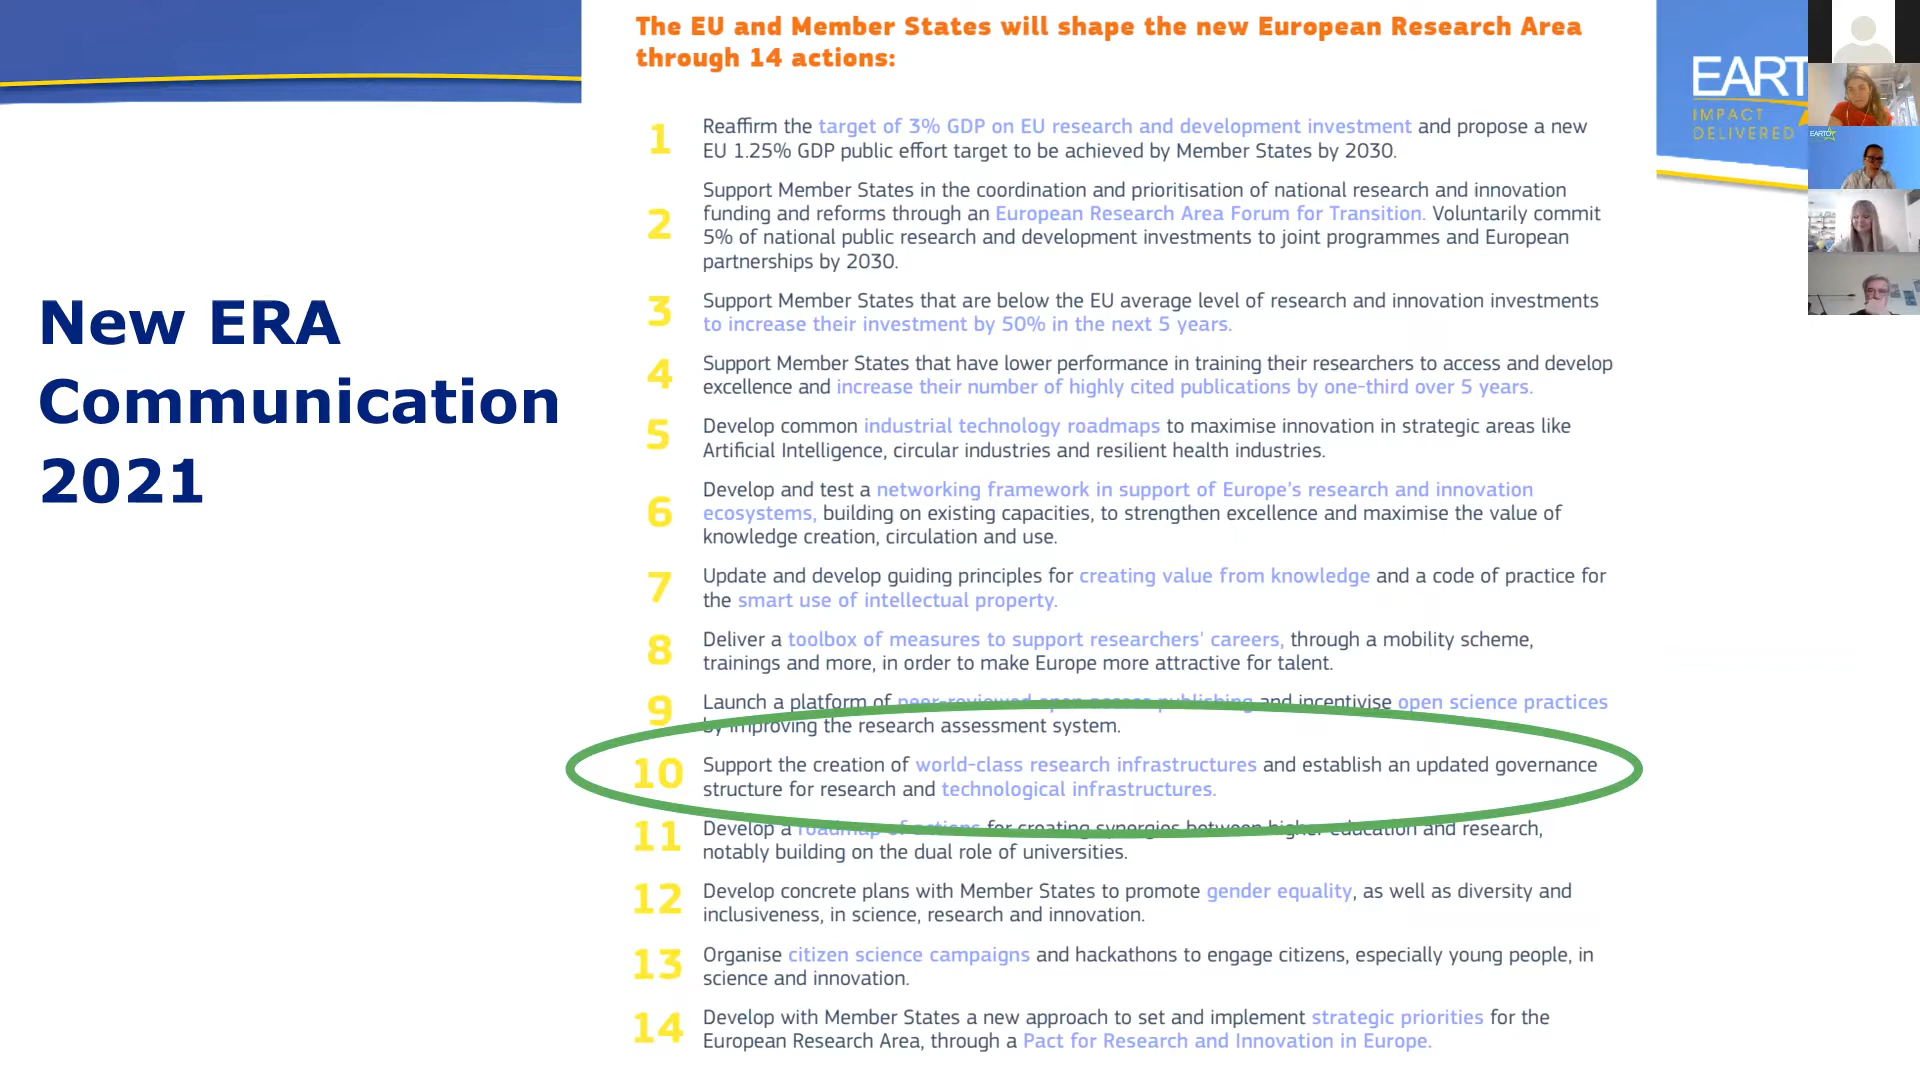 The EU and Member States will shape the new European Research Area
through 14 actions:
EART
IMPACT
DELIVERED
EARTO
New ERA
Communication
2021
1
Reaffirm the target of 3% GDP on EU research and development investment and propose a new
EU 1.25% GDP public effort target to be achieved by Member States by 2030.
2
Support Member States in the coordination and prioritisation of national research and innovation
funding and reforms through an European Research Area Forum for Transition. Voluntarily commit
5% of national public research and development investments to joint programmes and European
partnerships by 2030.
3
Support Member States that are below the EU average level of research and innovation investments
to increase their investment by 50% in the next 5 years.
4
Support Member States that have lower performance in training their researchers to access and develop
excellence and increase their number of highly cited publications by one-third over 5 years.
5
Develop common industrial technology roadmaps to maximise innovation in strategic areas like
Artificial Intelligence, circular industries and resilient health industries.
6
Develop and test a networking framework in support of Europe's research and innovation
ecosystems, building on existing capacities, to strengthen excellence and maximise the value of
knowledge creation, circulation and use.
7
Update and develop guiding principles for creating value from knowledge and a code of practice for
the smart use of intellectual property.
8
Deliver a toolbox of measures to support researchers' careers, through a mobility scheme,
trainings and more, in order to make Europe more attractive for talent.
9
Launch a platform of peer-reviewed open access publishing and incentivise open science practices
by improving the research assessment system.
10
Support the creation of world-class research infrastructures and establish an updated governance
structure for research and technological infrastructures.
11
Develop a roadmap of actions for creating synergies between higher education and research,
notably building on the dual role of universities.
12
Develop concrete plans with Member States to promote gender equality, as well as diversity and
inclusiveness, in science, research and innovation.
13
Organise citizen science campaigns and hackathons to engage citizens, especially young people, in
science and innovation.
14
Develop with Member States a new approach to set and implement strategic priorities for the
European Research Area, through a Pact for Research and Innovation in Europe.